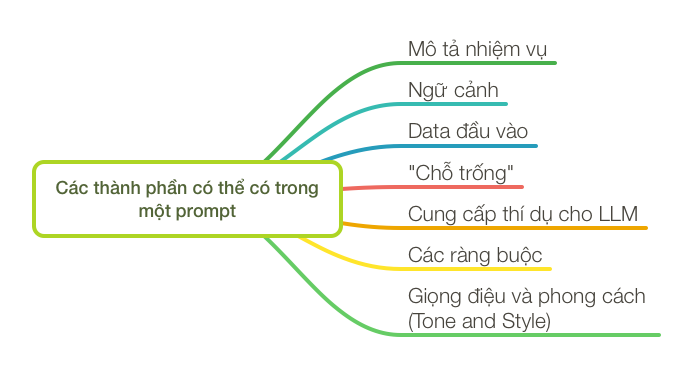 Các thành phần có thể có trong
một prompt
Mô tả nhiệm vụ
Ngữ cảnh
Data đầu vào
"Chỗ trống"
Cung cấp thí dụ cho LLM
Các ràng buộc
Giọng điệu và phong cách
(Tone and Style)